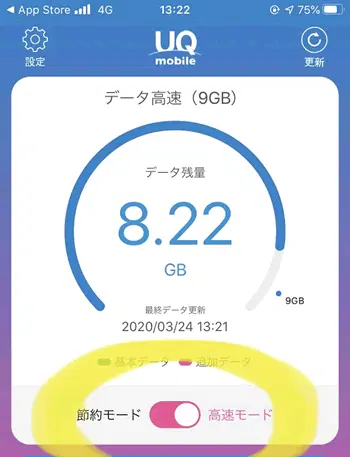 App Store 4G 13:22 75%
設定 UQ mobile 更新
データ高速（9GB）
データ残量
8.22
GB
9GB
最終データ更新
2020/03/24 13:21
基本データ 追加データ
節約モード 高速モード